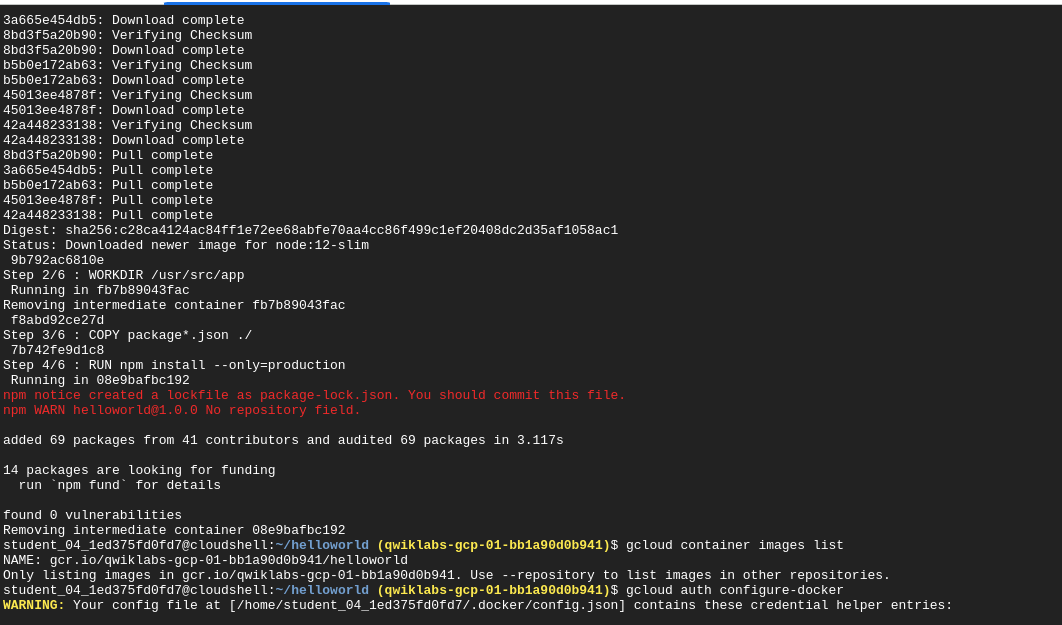 3a665e454db5: Download complete
8bd3f5a20b90: Verifying Checksum
8bd3f5a20b90: Download complete
b5b0e172ab63: Verifying Checksum
b5b0e172ab63: Download complete
45013ee4878f: Verifying Checksum
45013ee4878f: Download complete
42a448233138: Verifying Checksum
42a448233138: Download complete
8bd3f5a20b90: Pull complete
3a665e454db5: Pull complete
b5b0e172ab63: Pull complete
45013ee4878f: Pull complete
42a448233138: Pull complete
Digest: sha256:c28ca4124ac84ff1e72ee68abfe70aa4cc86f499c1ef20408dc2d35af1058ac1
Status: Downloaded newer image for node:12-slim
 9b792ac6810e
Step 2/6 : WORKDIR /usr/src/app
 Running in fb7b89043fac
Removing intermediate container fb7b89043fac
 f8abd92ce27d
Step 3/6 : COPY package*.json ./
 7b742fe9d1c8
Step 4/6 : RUN npm install --only=production
 Running in 08e9bafbc192
npm notice created a lockfile as package-lock.json. You should commit this file.
npm WARN helloworld@1.0.0 No repository field.

added 69 packages from 41 contributors and audited 69 packages in 3.117s

14 packages are looking for funding
  run `npm fund` for details

found 0 vulnerabilities
Removing intermediate container 08e9bafbc192
student_04_1ed375fd0fd7@cloudshell:~/helloworld (qwiklabs-gcp-01-bb1a90d0b941)$ gcloud container images list
NAME: gcr.io/qwiklabs-gcp-01-bb1a90d0b941/helloworld
Only listing images in gcr.io/qwiklabs-gcp-01-bb1a90d0b941. Use --repository to list images in other repositories.
student_04_1ed375fd0fd7@cloudshell:~/helloworld (qwiklabs-gcp-01-bb1a90d0b941)$ gcloud auth configure-docker
WARNING: Your config file at [/home/student_04_1ed375fd0fd7/.docker/config.json] contains these credential helper entries: